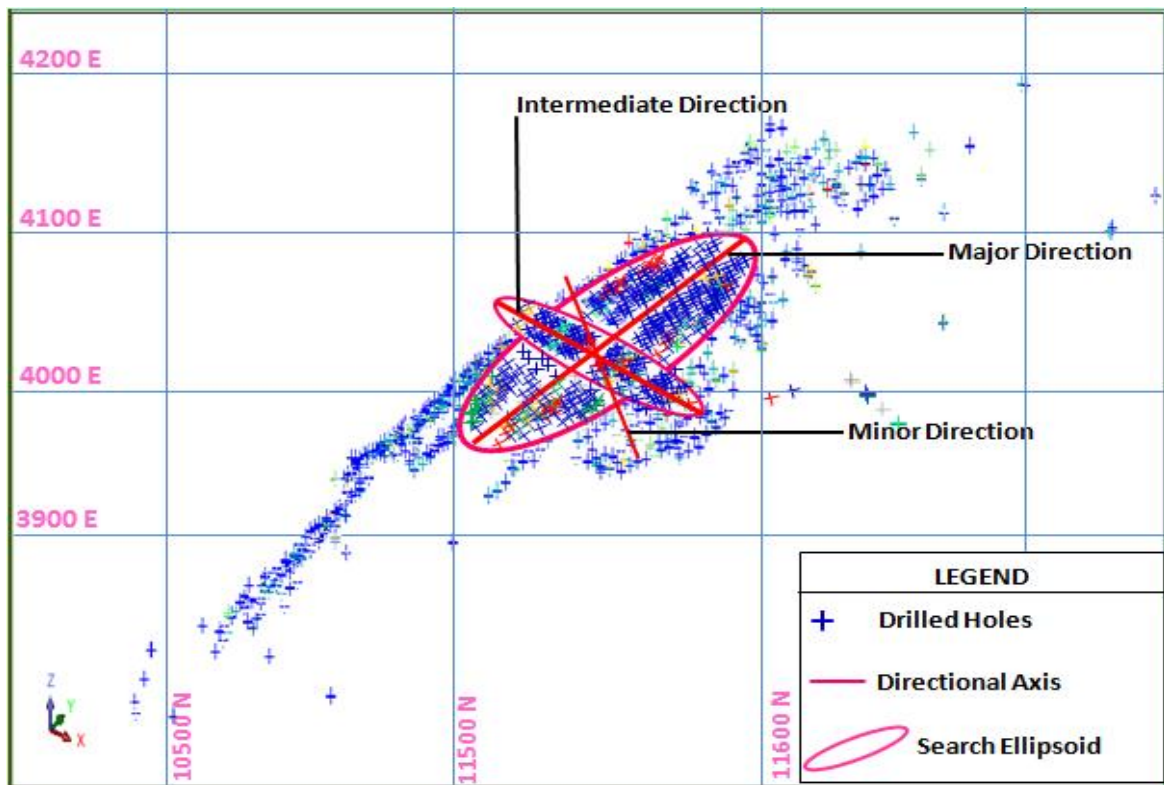 4200 E
Intermediate Direction
4100 E
Major Direction
4000 E
Minor Direction
3900 E
LEGEND
Drilled Holes
Directional Axis
Search Ellipsoid
Z
Y
X
10500 N
11500 N
11600 N